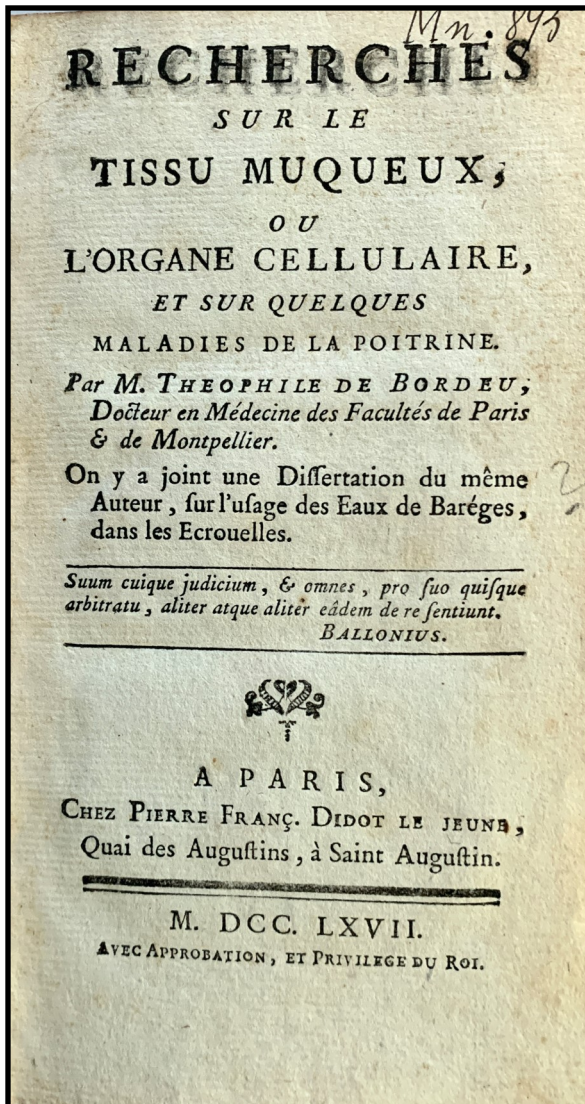 Mn. 895
RECHERCHES
SUR LE
TISSU MUQUEUX,
OU
L'ORGANE CELLULAIRE,
ET SUR QUELQUES
MALADIES DE LA POITRINE.
Par M. THEOPHILE DE BORDEU,
Docteur en Médecine des Facultés de Paris
& de Montpellier.
On y a joint une Diſſertation du même
Auteur, ſur l'uſage des Eaux de Baréges,
dans les Ecrouelles.
Suum cuique judicium, & omnes, pro ſuo quiſque
arbitratu, aliter atque aliter eâdem de re ſentiunt.
BALLONIUS.
A PARIS,
CHEZ PIERRE FRANÇ. DIDOT LE JEUNE,
Quai des Auguſtins, à Saint Auguſtin.
M. DCC. LXVII.
AVEC APPROBATION, ET PRIVILEGE DU ROI.